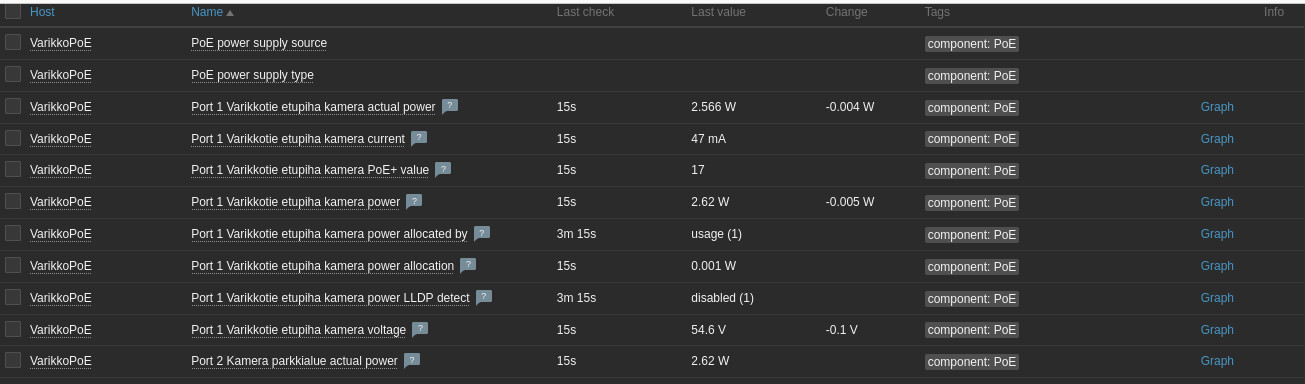 Host Name Last check Last value Change Tags Info
VarikkoPoE PoE power supply source component: PoE
VarikkoPoE PoE power supply type component: PoE
VarikkoPoE Port 1 Varikkotie etupiha kamera actual power ? 15s 2.566 W -0.004 W component: PoE Graph
VarikkoPoE Port 1 Varikkotie etupiha kamera current ? 15s 47 mA component: PoE Graph
VarikkoPoE Port 1 Varikkotie etupiha kamera PoE+ value ? 15s 17 component: PoE Graph
VarikkoPoE Port 1 Varikkotie etupiha kamera power ? 15s 2.62 W -0.005 W component: PoE Graph
VarikkoPoE Port 1 Varikkotie etupiha kamera power allocated by ? 3m 15s usage (1) component: PoE Graph
VarikkoPoE Port 1 Varikkotie etupiha kamera power allocation ? 15s 0.001 W component: PoE Graph
VarikkoPoE Port 1 Varikkotie etupiha kamera power LLDP detect ? 3m 15s disabled (1) component: PoE Graph
VarikkoPoE Port 1 Varikkotie etupiha kamera voltage ? 15s 54.6 V -0.1 V component: PoE Graph
VarikkoPoE Port 2 Kamera parkkialue actual power ? 15s 2.62 W component: PoE Graph